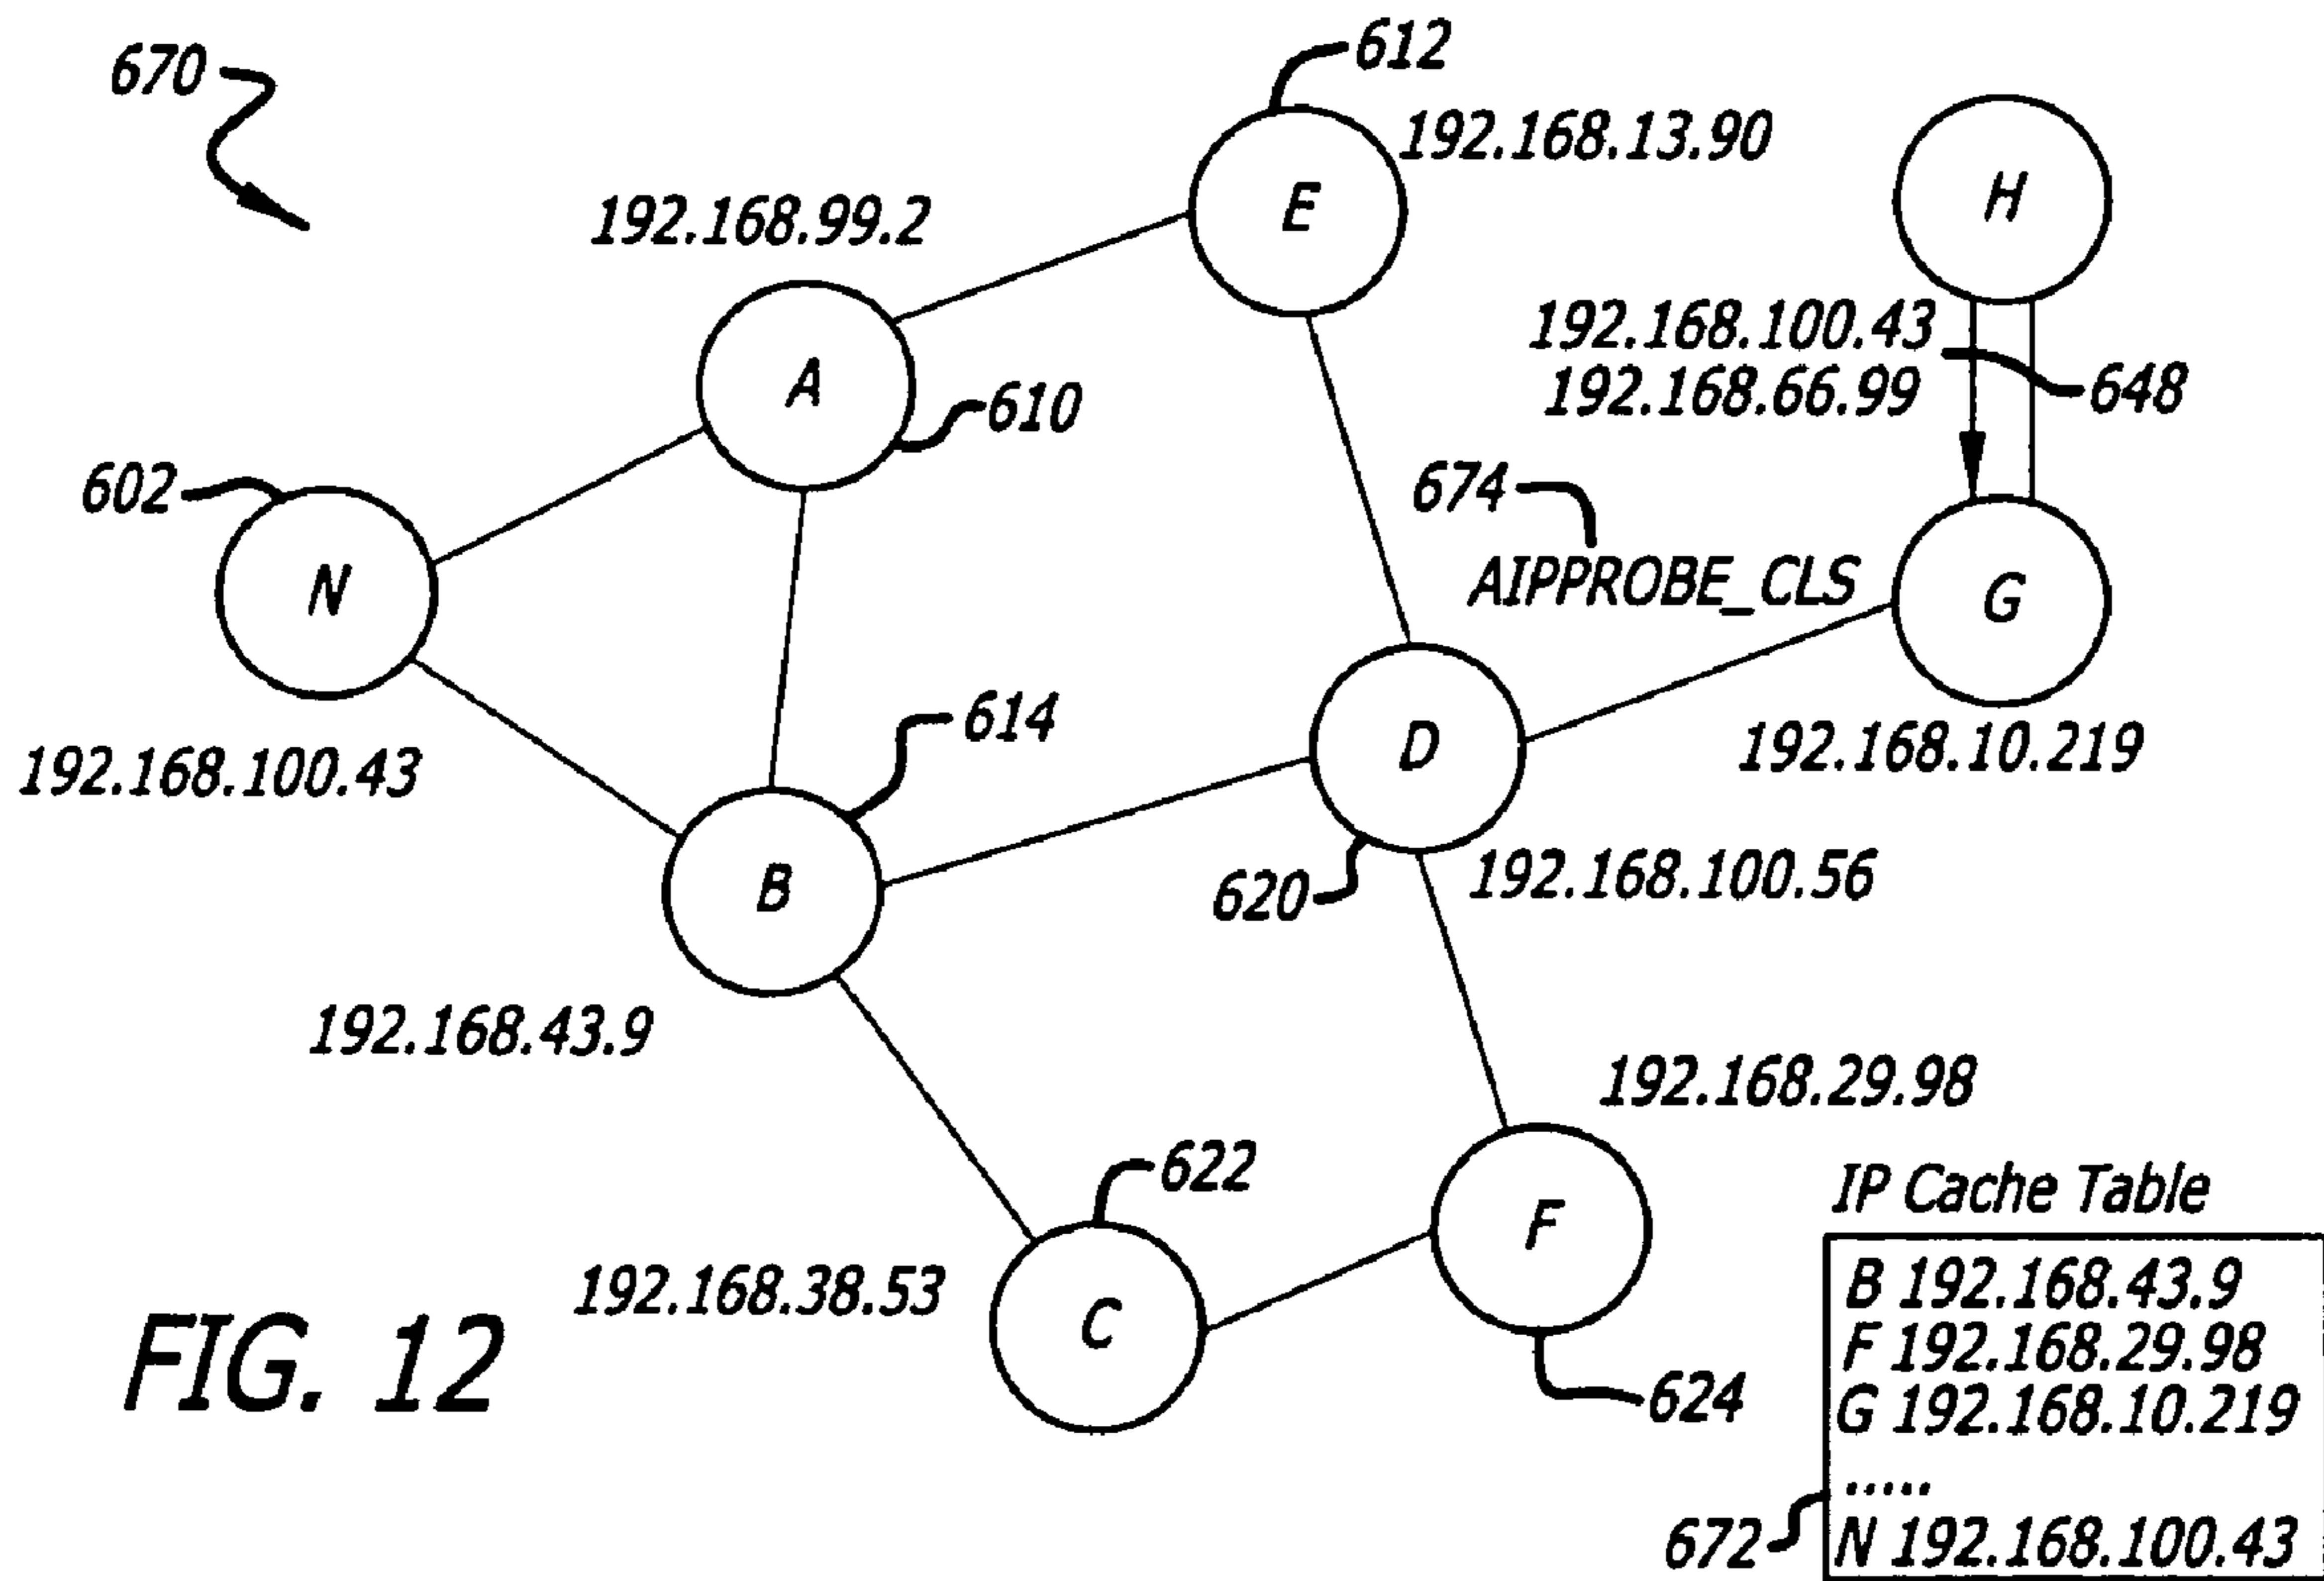 612
670
192.168.13.90
H
E
192.168.99.2
192.168.100.43
192.168.66.99
648
A
610
674
602
AIPPROBE_CLS
N
G
614
D
192.168.10.219
192.168.100.43
B
620
192.168.100.56
192.168.43.9
192.168.29.98
622
F
IP Cache Table
192.168.38.53
C
B 192.168.43.9
F 192.168.29.98
G 192.168.10.219
.....
N 192.168.100.43
624
672
FIG. 12